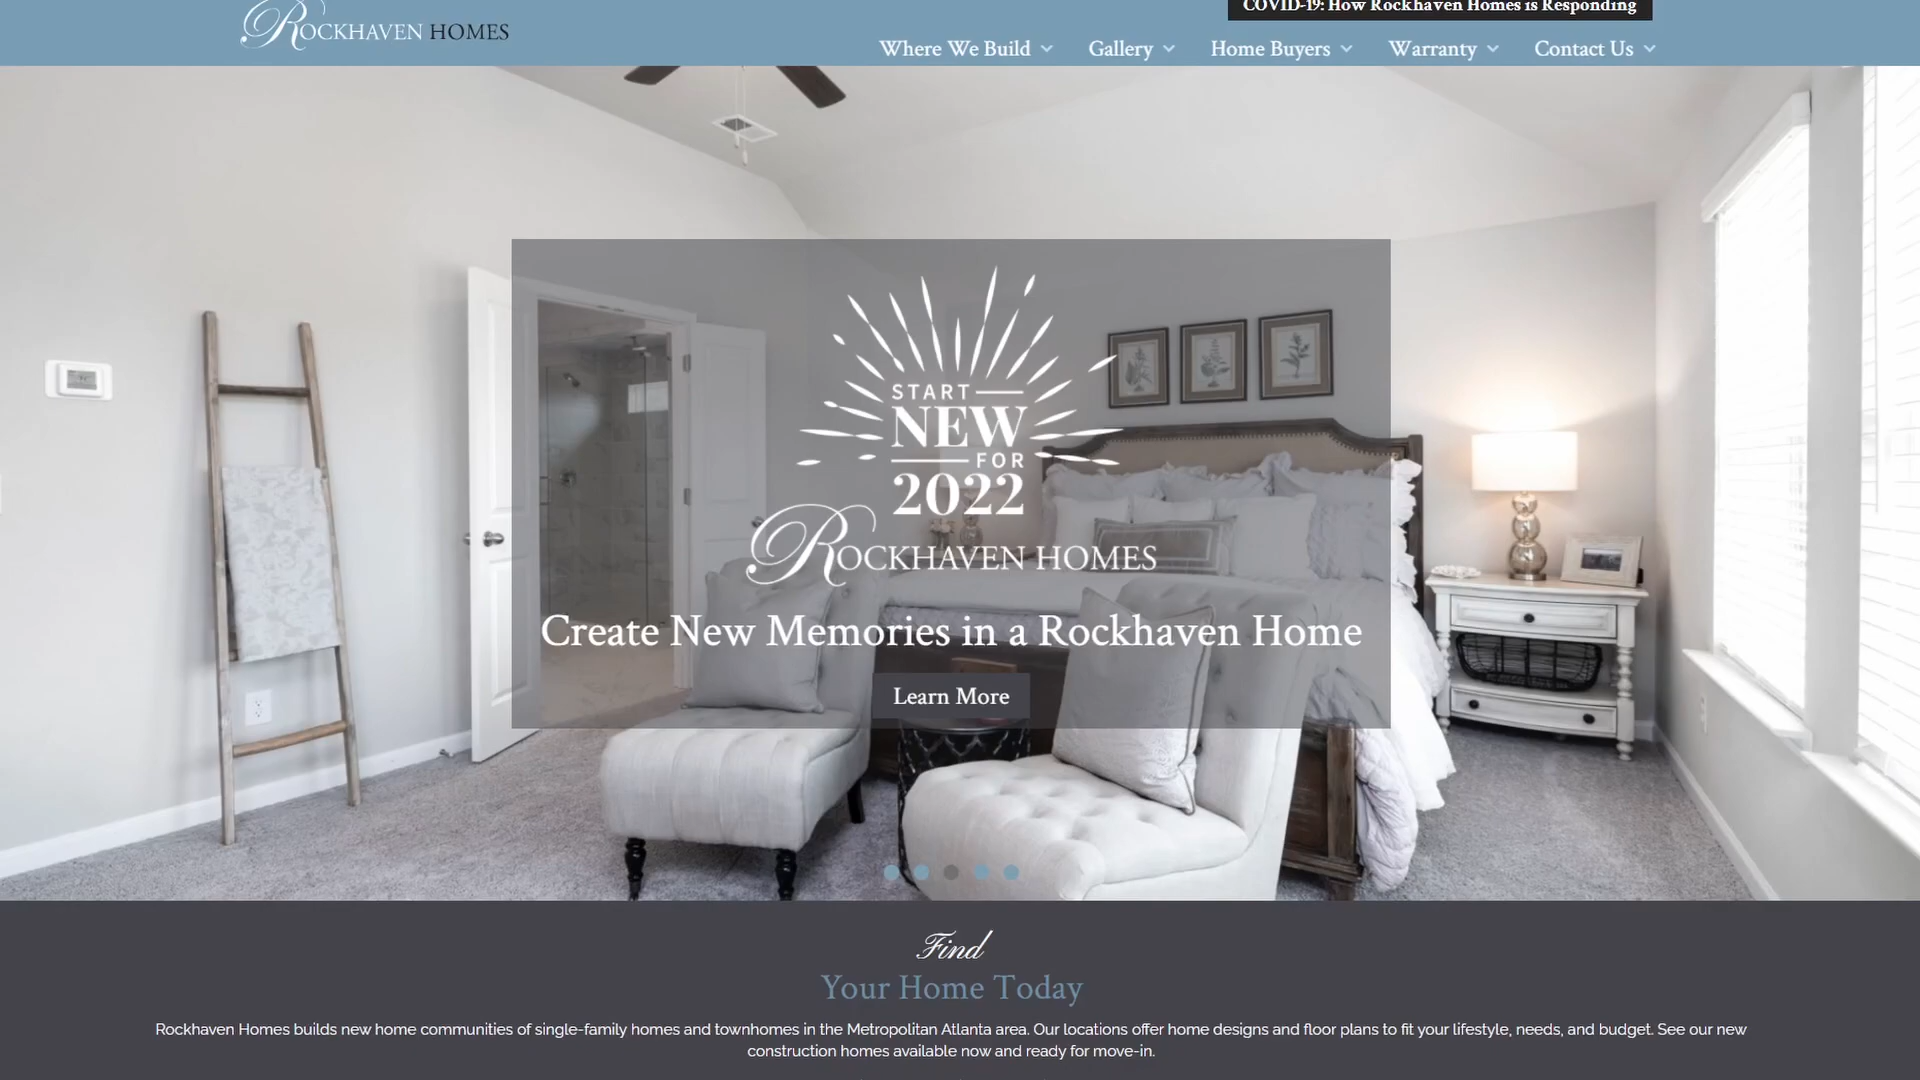 COVID-19: How Rockhaven Homes is Responding
ROCKHAVEN HOMES
Where We Build Gallery Home Buyers Warranty Contact Us
START
NEW
FOR
2022
ROCKHAVEN HOMES
Create New Memories in a Rockhaven Home
Learn More
Find
Your Home Today
Rockhaven Homes builds new home communities of single-family homes and townhomes in the Metropolitan Atlanta area. Our locations offer home designs and floor plans to fit your lifestyle, needs, and budget. See our new
construction homes available now and ready for move-in.